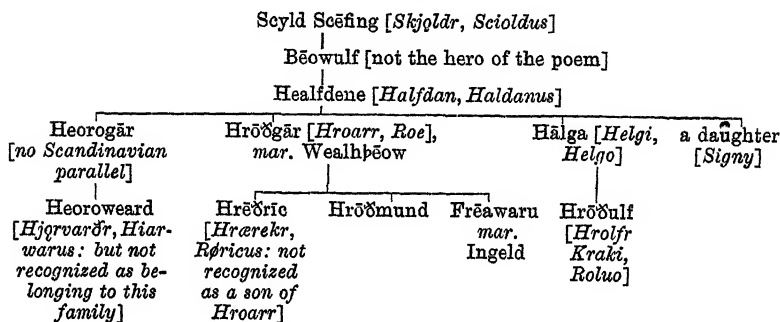 Scyld Scēfing [Skjǫldr, Scioldus]
Bēowulf [not the hero of the poem]
Healfdene [Halfdan, Haldanus]
Heorogār
[no Scandinavian
parallel]
Hrōðgār [Hroarr, Roe],
mar. Wealhþēow
Hālga [Helgi,
Helgo]
a daughter
[Signy]
Heoroweard
[Hjǫrvarðr, Hiar-
warus: but not
recognized as be-
longing to this
family]
Hrēðrīc
[Hrærekr,
Røricus: not
recognized
as a son of
Hroarr]
Hrōðmund
Frēawaru
mar.
Ingeld
Hrōðulf
[Hrolfr
Kraki,
Roluo]